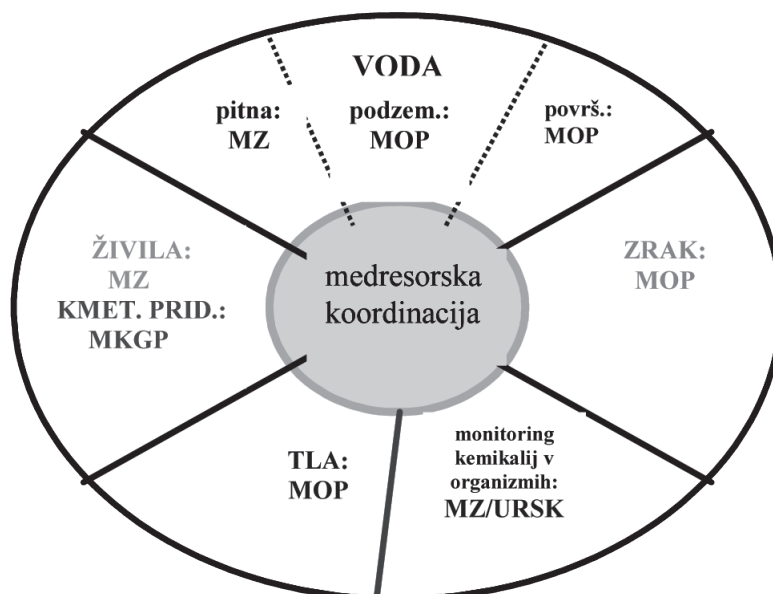 VODA
pitna:
MZ
podzem.:
MOP
površ.:
MOP
ŽIVILA:
MZ
KMET. PRID.:
MKGP
medresorska
koordinacija
ZRAK:
MOP
TLA:
MOP
monitoring
kemikalij v
organizmih:
MZ/URSK